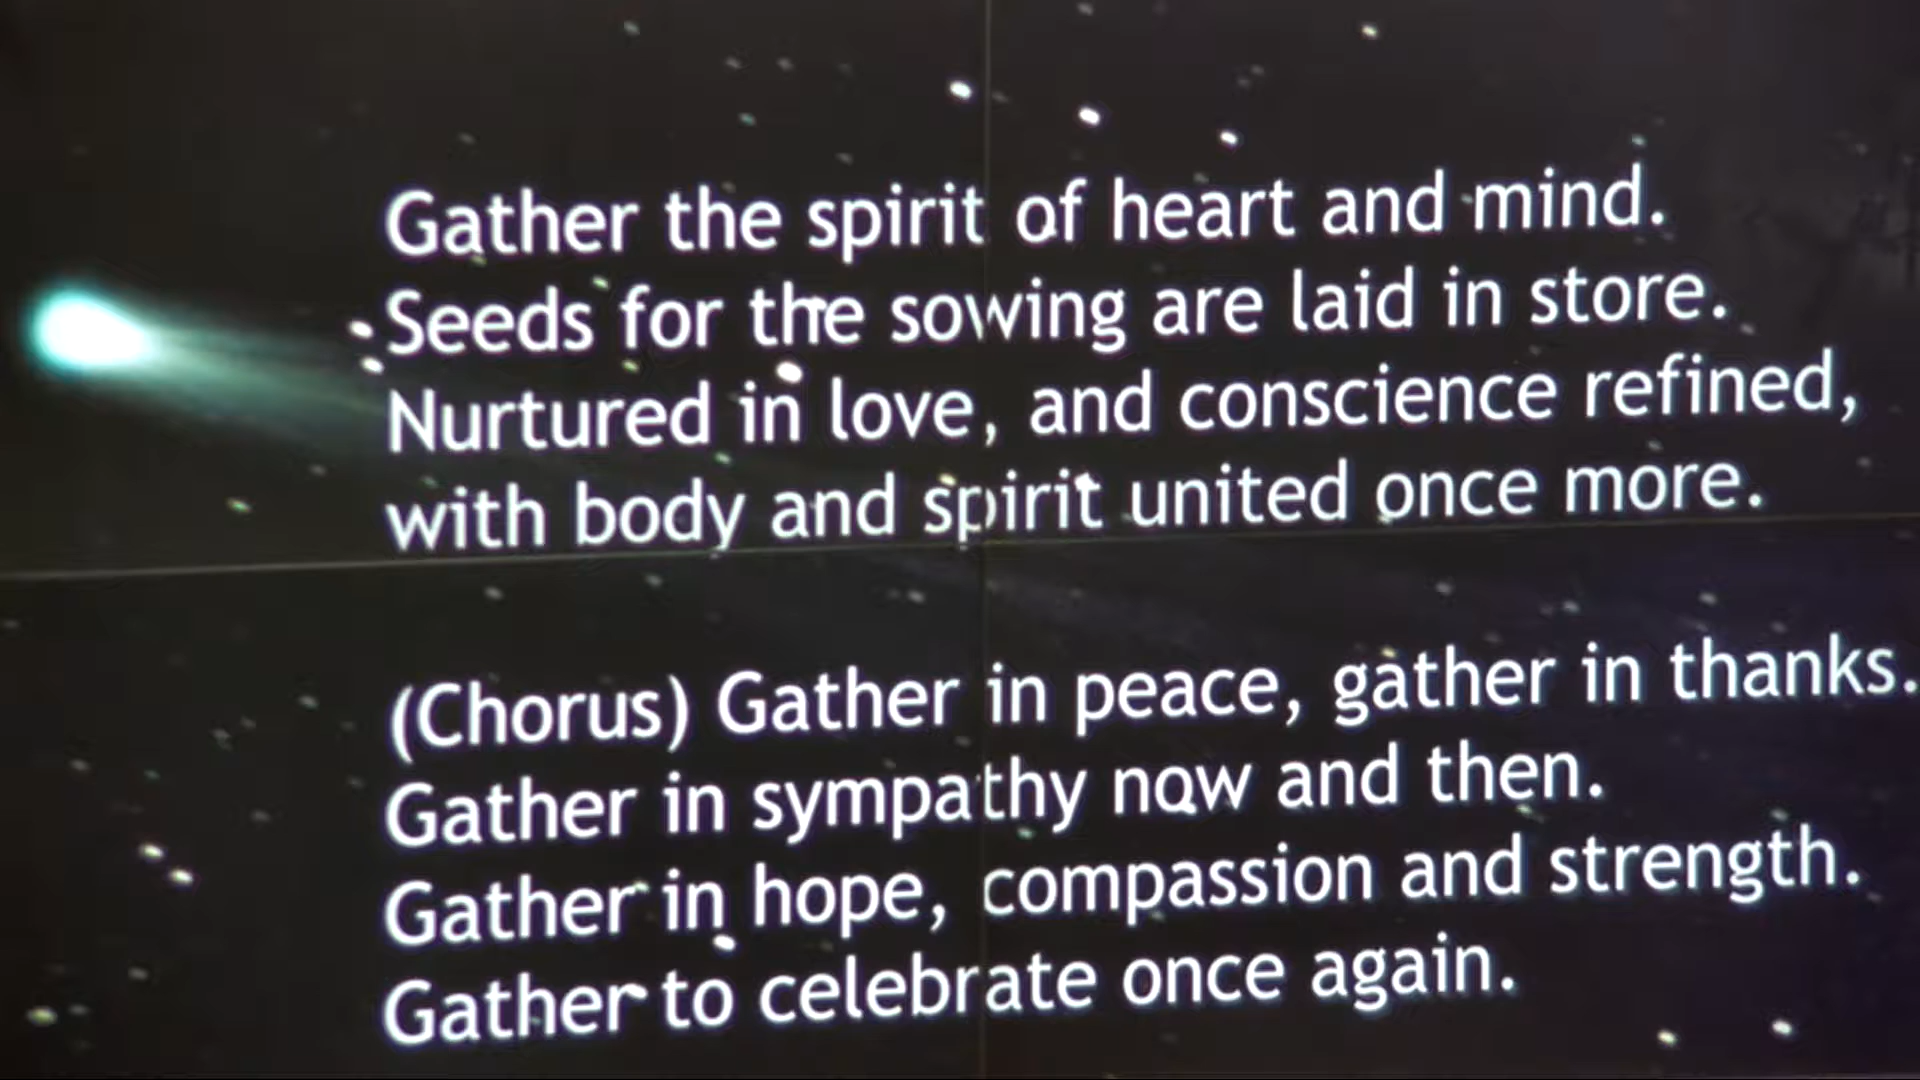 Gather the spirit of heart and mind.
Seeds for the sowing are laid in store.
Nurtured in love, and conscience refined,
with body and spirit united once more.
(Chorus) Gather in peace, gather in thanks.
Gather in sympathy now and then.
Gather in hope, compassion and strength.
Gather to celebrate once again.